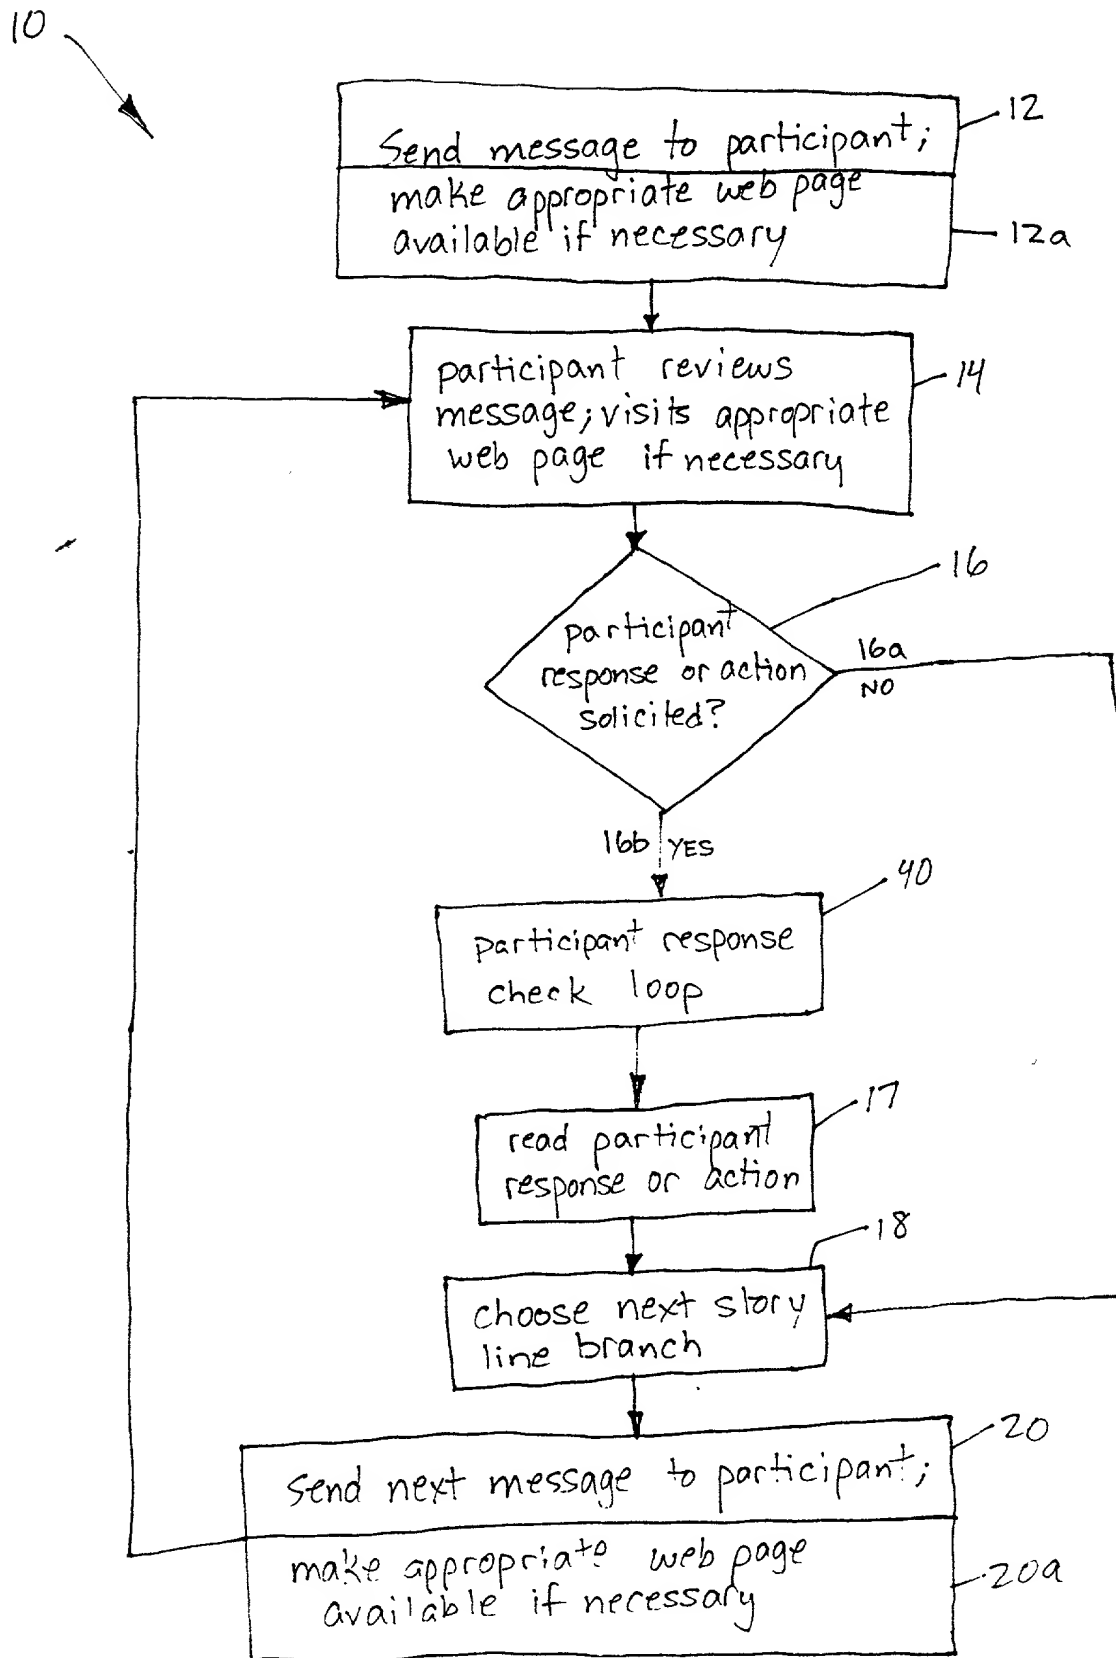 10
12
Send message to participant;
make appropriate web page
available if necessary
12a
participant reviews
message; visits appropriate
web page if necessary
14
16
participant
response or action
solicited?
16a
NO
16b YES
40
participant response
check loop
17
read participant
response or action
18
choose next story
line branch
20
send next message to participant;
make appropriate web page
available if necessary
20a